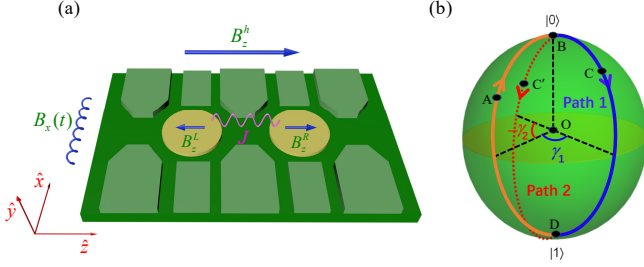 (a)
B_z^h
B_x(t)
B_z^L
J
B_z^R
x̂
ŷ
ẑ
(b)
|0⟩
B
C
C′
A
Path 1
O
-γ₂
γ₁
Path 2
D
|1⟩